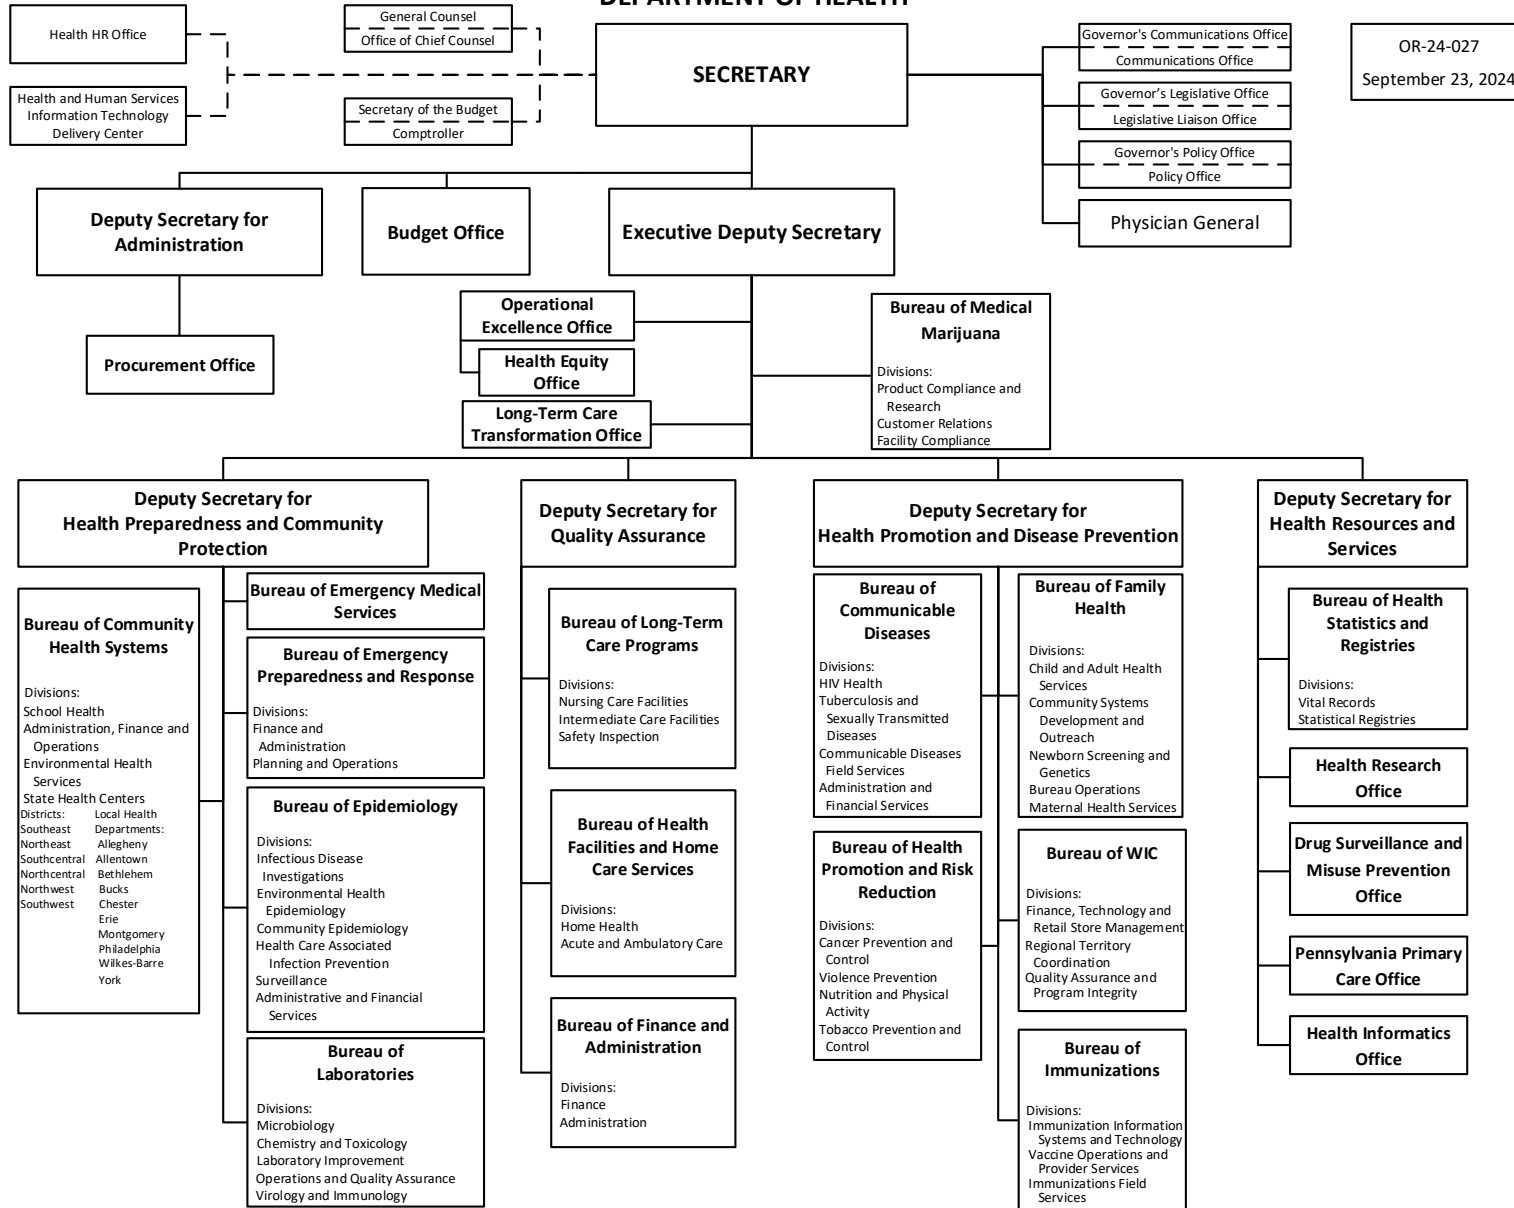 DEPARTMENT OF HEALTH
Health HR Office
Health and Human Services
Information Technology
Delivery Center
General Counsel
Office of Chief Counsel
Secretary of the Budget
Comptroller
SECRETARY
Governor's Communications Office
Communications Office
Governor's Legislative Office
Legislative Liaison Office
Governor's Policy Office
Policy Office
Physician General
OR-24-027
September 23, 2024
Deputy Secretary for
Administration
Budget Office
Executive Deputy Secretary
Procurement Office
Operational
Excellence Office
Health Equity
Office
Long-Term Care
Transformation Office
Bureau of Medical
Marijuana
Divisions:
Product Compliance and
Research
Customer Relations
Facility Compliance
Deputy Secretary for
Health Preparedness and Community
Protection
Bureau of Community
Health Systems
Divisions:
School Health
Administration, Finance and
Operations
Environmental Health
Services
State Health Centers
Districts:
Southeast
Northeast
Southcentral
Northcentral
Northwest
Southwest
Local Health
Departments:
Allegheny
Allentown
Bethlehem
Bucks
Chester
Erie
Montgomery
Philadelphia
Wilkes-Barre
York
Bureau of Emergency Medical
Services
Bureau of Emergency
Preparedness and Response
Divisions:
Finance and
Administration
Planning and Operations
Bureau of Epidemiology
Divisions:
Infectious Disease
Investigations
Environmental Health
Epidemiology
Community Epidemiology
Health Care Associated
Infection Prevention
Surveillance
Administrative and Financial
Services
Bureau of
Laboratories
Divisions:
Microbiology
Chemistry and Toxicology
Laboratory Improvement
Operations and Quality Assurance
Virology and Immunology
Deputy Secretary for
Quality Assurance
Bureau of Long-Term
Care Programs
Divisions:
Nursing Care Facilities
Intermediate Care Facilities
Safety Inspection
Bureau of Health
Facilities and Home
Care Services
Divisions:
Home Health
Acute and Ambulatory Care
Bureau of Finance and
Administration
Divisions:
Finance
Administration
Deputy Secretary for
Health Promotion and Disease Prevention
Bureau of
Communicable
Diseases
Divisions:
HIV Health
Tuberculosis and
Sexually Transmitted
Diseases
Communicable Diseases
Field Services
Administration and
Financial Services
Bureau of Health
Promotion and Risk
Reduction
Divisions:
Cancer Prevention and
Control
Violence Prevention
Nutrition and Physical
Activity
Tobacco Prevention and
Control
Bureau of Family
Health
Divisions:
Child and Adult Health
Services
Community Systems
Development and
Outreach
Newborn Screening and
Genetics
Bureau Operations
Maternal Health Services
Bureau of WIC
Divisions:
Finance, Technology and
Retail Store Management
Regional Territory
Coordination
Quality Assurance and
Program Integrity
Bureau of
Immunizations
Divisions:
Immunization Information
Systems and Technology
Vaccine Operations and
Provider Services
Immunizations Field
Services
Deputy Secretary for
Health Resources and
Services
Bureau of Health
Statistics and
Registries
Divisions:
Vital Records
Statistical Registries
Health Research
Office
Drug Surveillance and
Misuse Prevention
Office
Pennsylvania Primary
Care Office
Health Informatics
Office